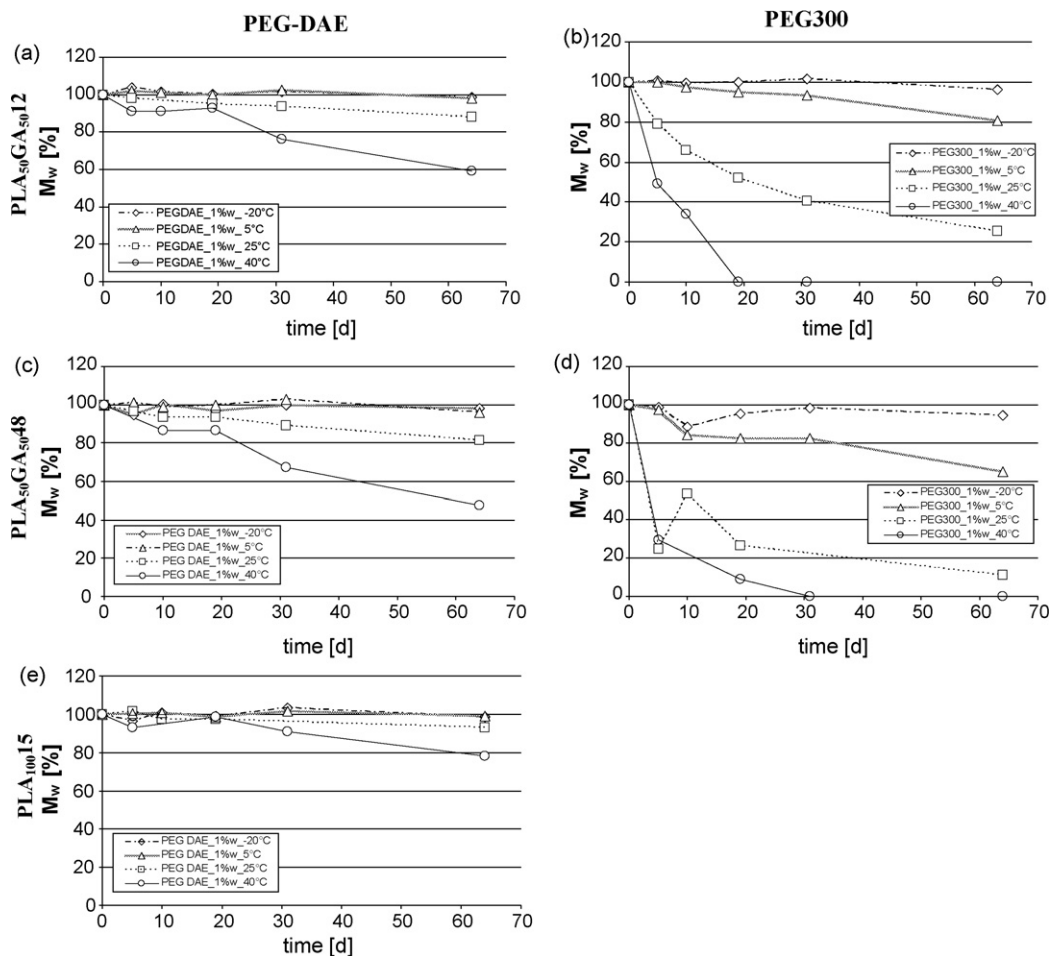 PEG-DAE
PEG300
(a)
PLA50GA5012
Mw [%]
120
100
80
60
40
20
0
PEGDAE_1%w_ -20°C
PEGDAE_1%w_ 5°C
PEGDAE_1%w_ 25°C
PEGDAE_1%w_ 40°C
0 10 20 30 40 50 60 70
time [d]
(b)
Mw [%]
120
100
80
60
40
20
0
PEG300_1%w_-20°C
PEG300_1%w_5°C
PEG300_1%w_25°C
PEG300_1%w_40°C
0 10 20 30 40 50 60 70
time [d]
(c)
PLA50GA5048
Mw [%]
120
100
80
60
40
20
0
PEG DAE_1%w_-20°C
PEG DAE_1%w_5°C
PEG DAE_1%w_25°C
PEG DAE_1%w_40°C
0 10 20 30 40 50 60 70
time [d]
(d)
Mw [%]
120
100
80
60
40
20
0
PEG300_1%w_-20°C
PEG300_1%w_5°C
PEG300_1%w_25°C
PEG300_1%w_40°C
0 10 20 30 40 50 60 70
time [d]
(e)
PLA10015
Mw [%]
120
100
80
60
40
20
0
PEG DAE_1%w_-20°C
PEG DAE_1%w_5°C
PEG DAE_1%w_25°C
PEG DAE_1%w_40°C
0 10 20 30 40 50 60 70
time [d]